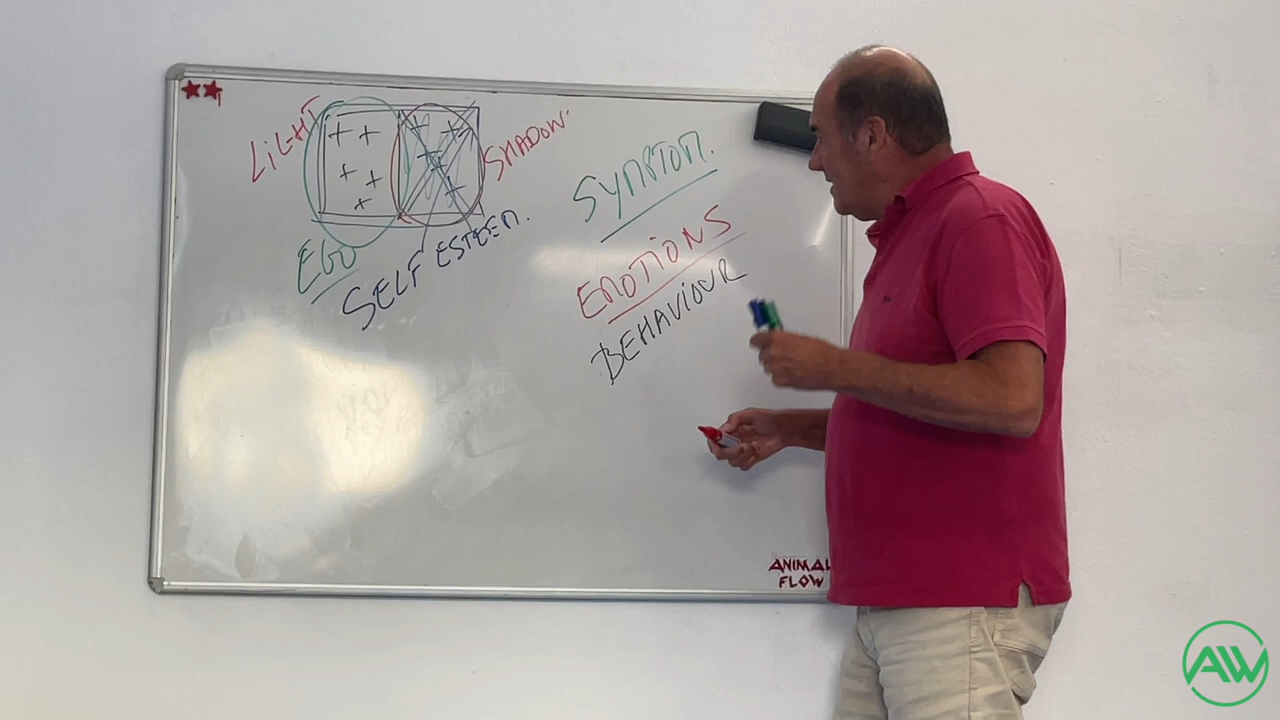 LIGHT
SHADOW.
EGO
SELF ESTEEM.
SYMPTOM.
EMOTIONS
BEHAVIOUR
ANIMAL
FLOW
AW